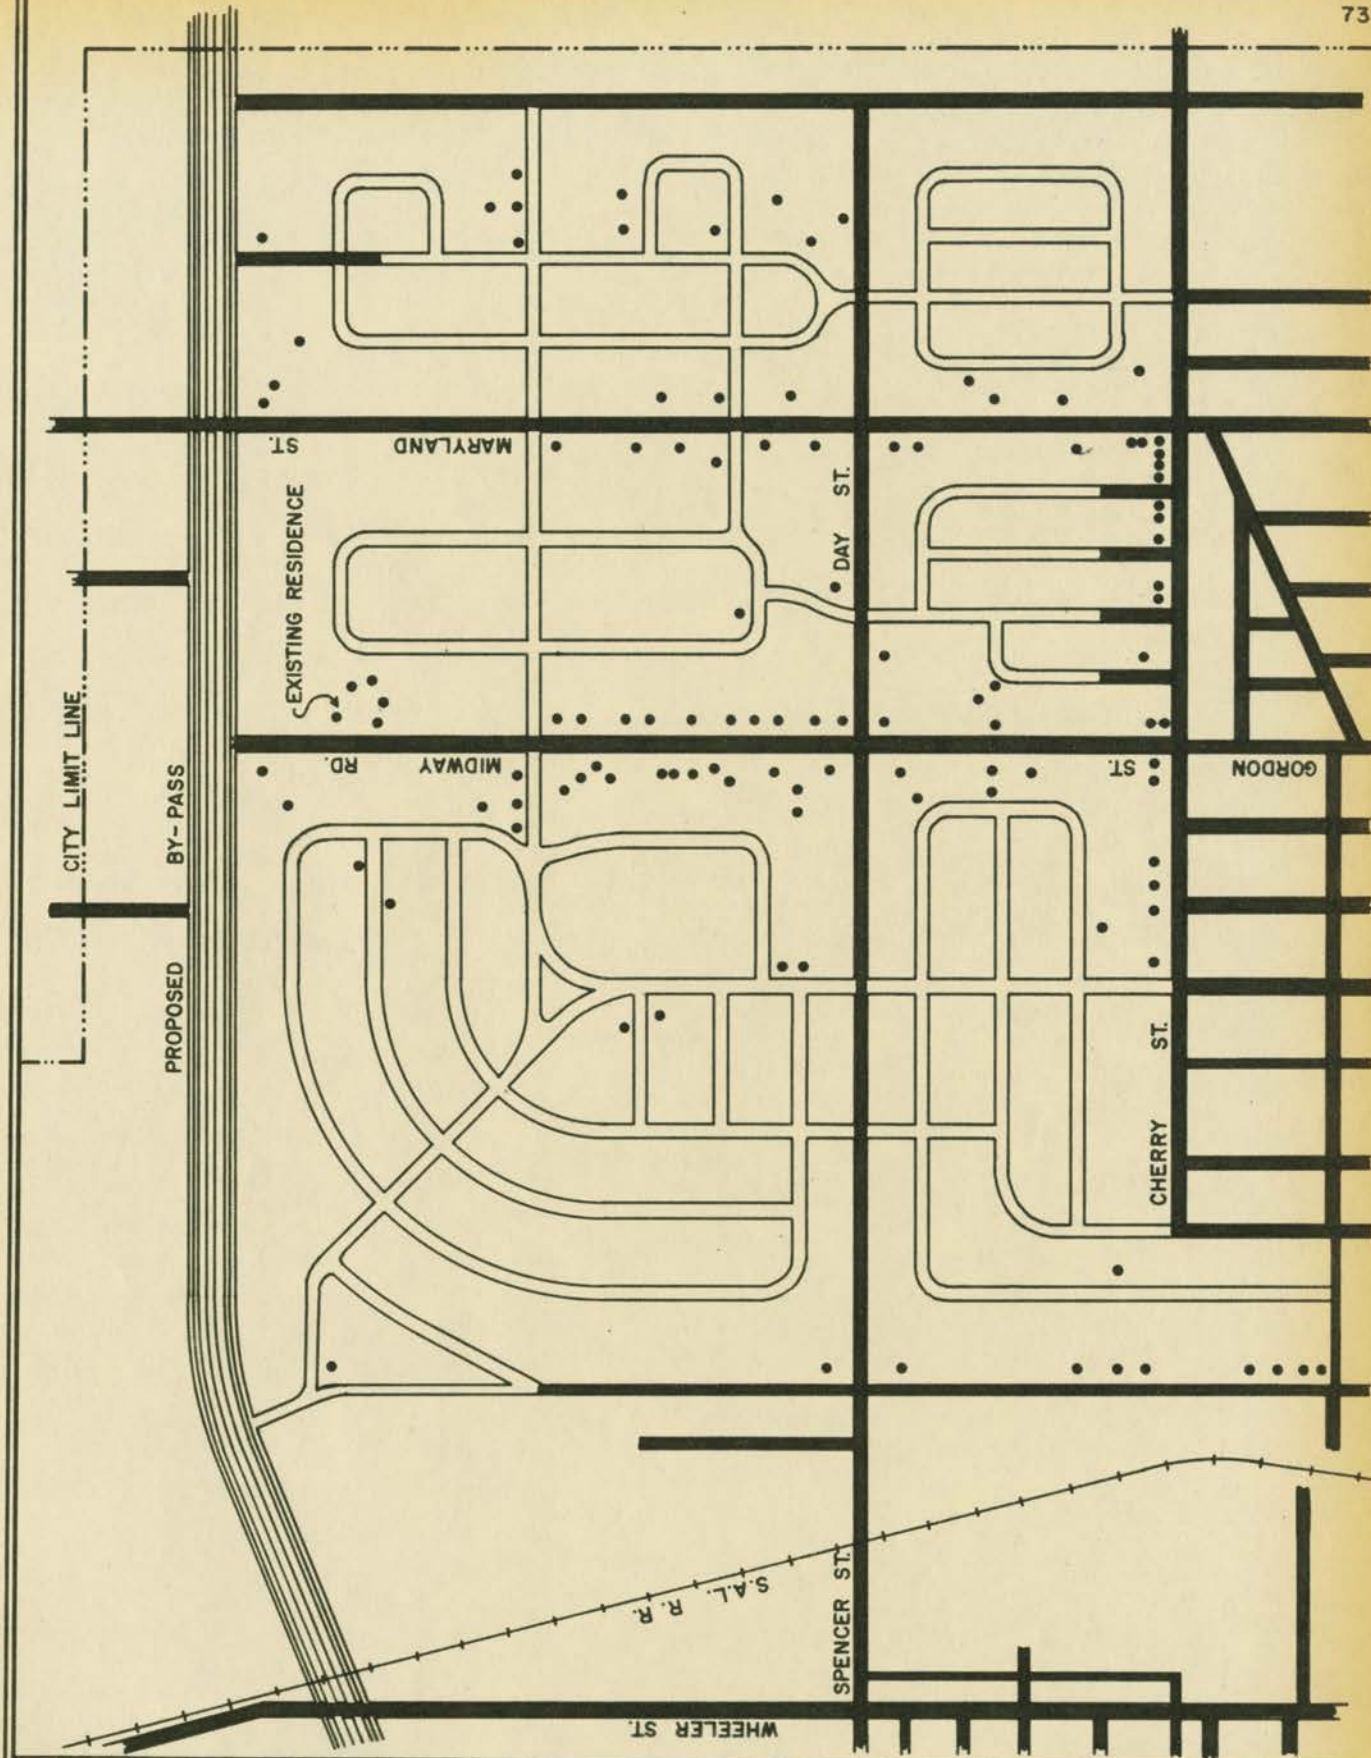 73
CITY LIMIT LINE
PROPOSED BY-PASS
EXISTING RESIDENCE
MARYLAND ST.
MIDWAY RD.
DAY ST.
GORDON ST.
CHERRY ST.
SPENCER ST.
S.A.L. R.R.
WHEELER ST.